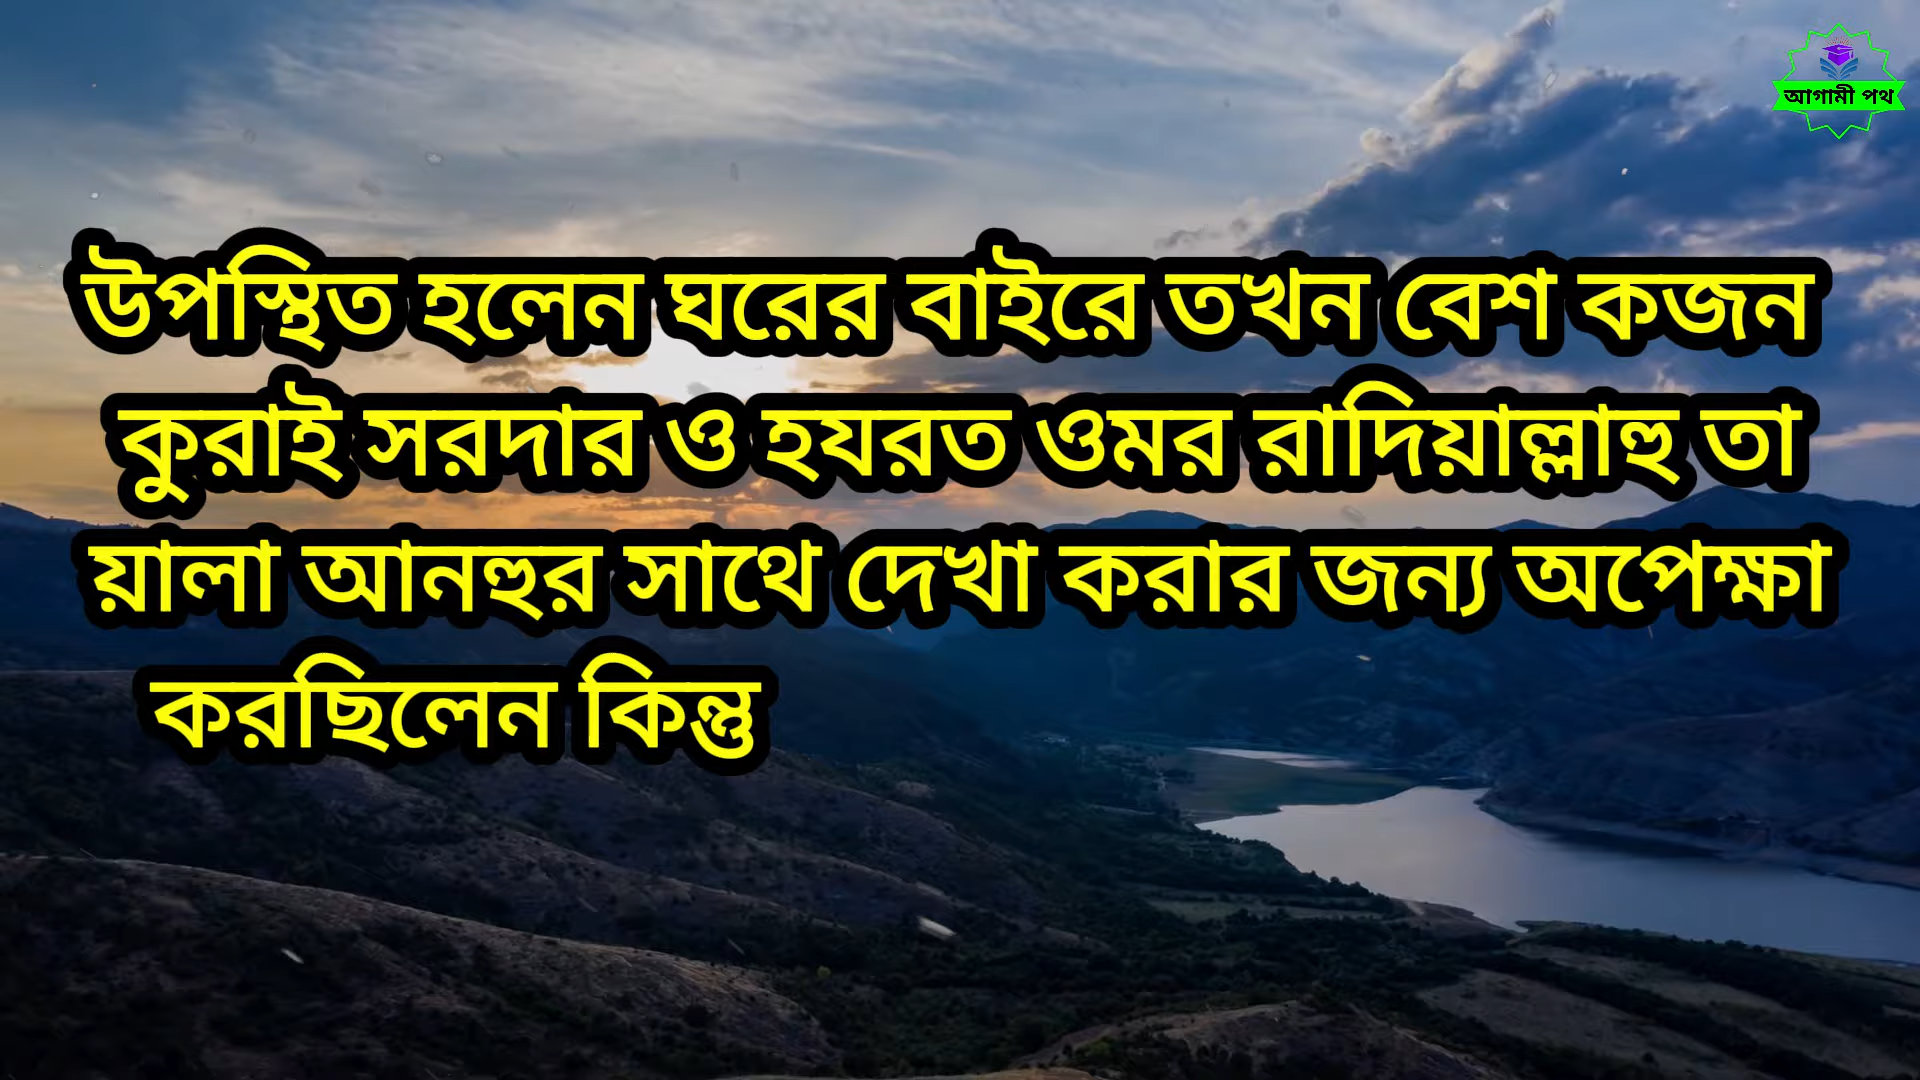 আগামী পথ
উপস্থিত হলেন ঘরের বাইরে তখন বেশ কজন
কুরাই সরদার ও হযরত ওমর রাদিয়াল্লাহু তা
য়ালা আনহুর সাথে দেখা করার জন্য অপেক্ষা
করছিলেন কিন্তু